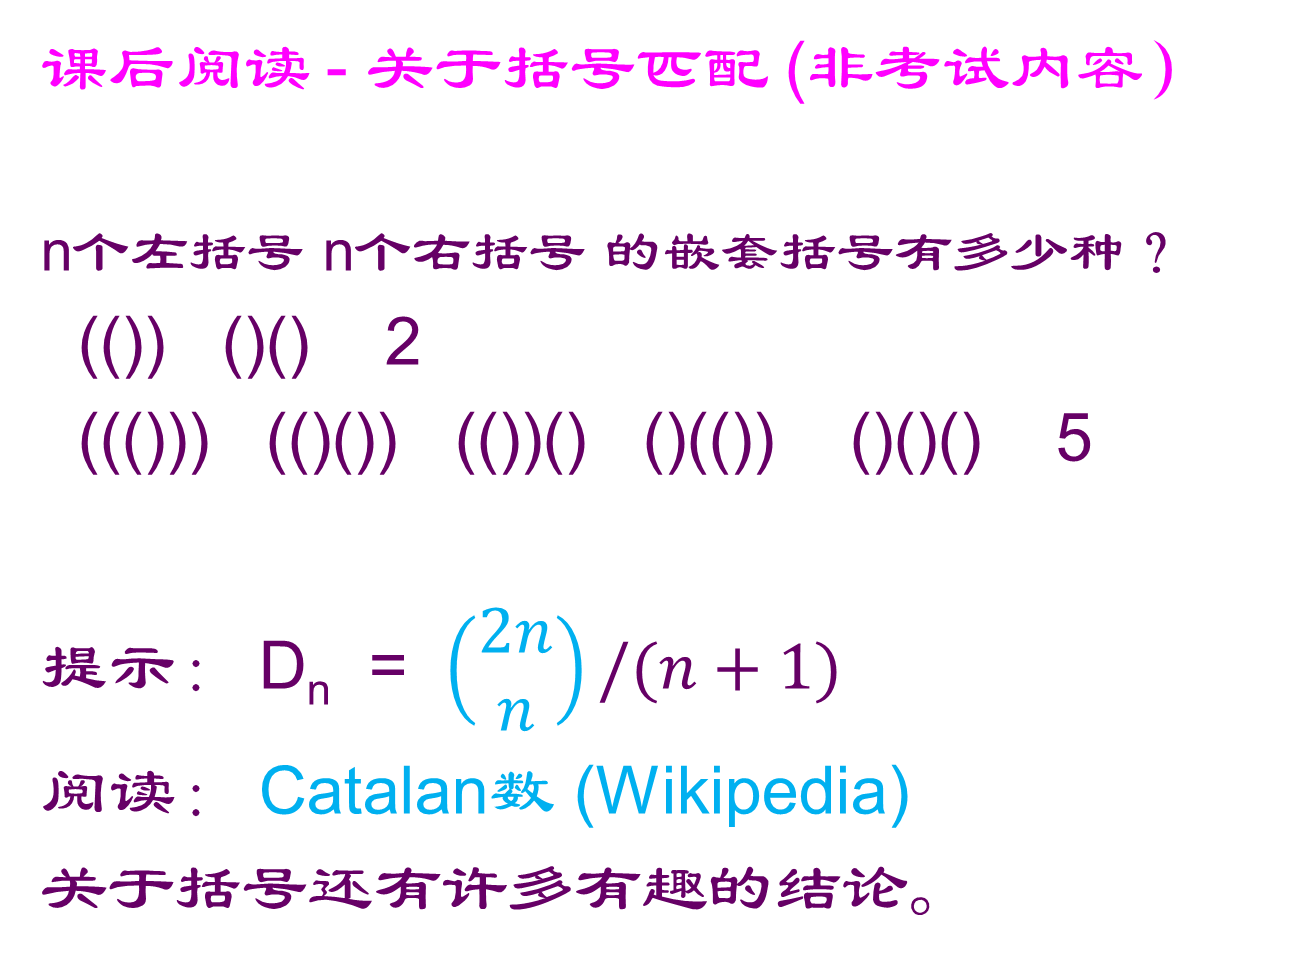 课后阅读 - 关于括号匹配 (非考试内容)
n个左括号 n个右括号 的嵌套括号有多少种？
(()) ()() 2
((())) (()()) (())() ()(()) ()()() 5
提示： Dₙ = (2n n) /(n + 1)
阅读： Catalan数 (Wikipedia)
关于括号还有许多有趣的结论。